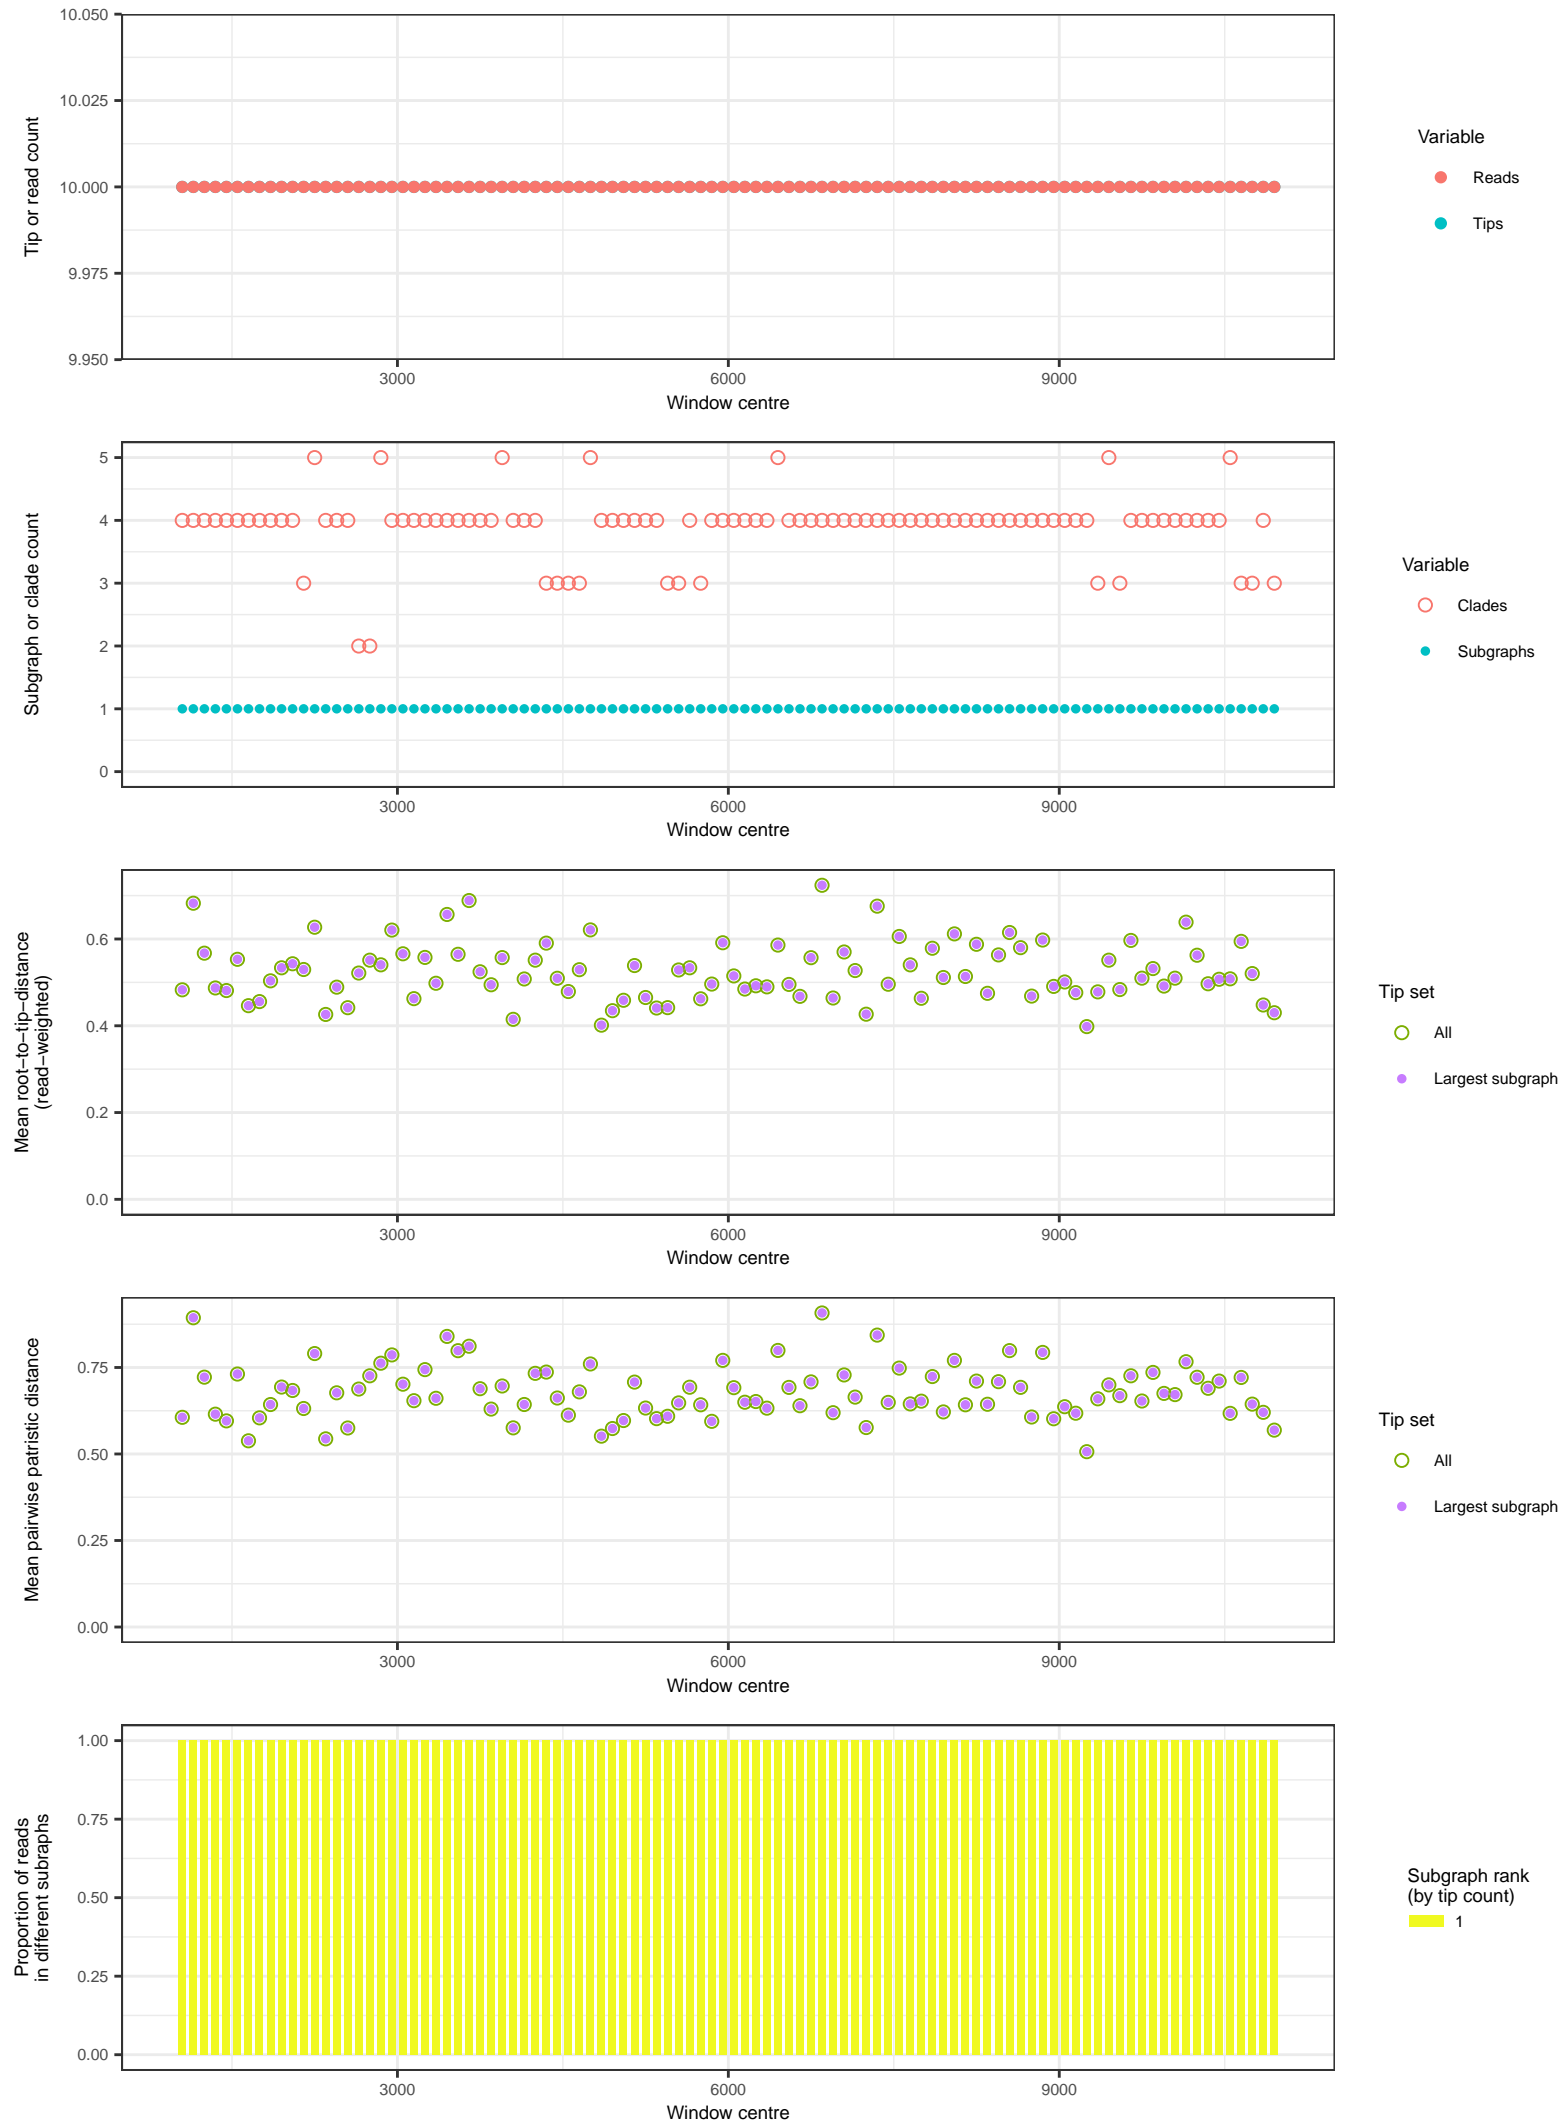 10.050
10.025
10.000
9.975
9.950
Tip or read count
3000
6000
9000
Window centre
Variable
Reads
Tips
5
4
3
2
1
0
Subgraph or clade count
3000
6000
9000
Window centre
Variable
Clades
Subgraphs
0.6
0.4
0.2
0.0
Mean root−to−tip−distance
(read−weighted)
3000
6000
9000
Window centre
Tip set
All
Largest subgraph
0.75
0.50
0.25
0.00
Mean pairwise patristic distance
3000
6000
9000
Window centre
Tip set
All
Largest subgraph
1.00
0.75
0.50
0.25
0.00
Proportion of reads
in different subraphs
3000
6000
9000
Window centre
Subgraph rank
(by tip count)
1